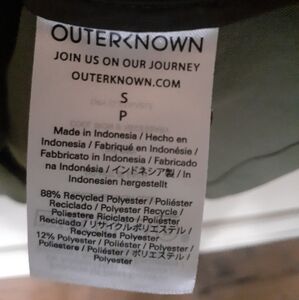 OUTERKNOWN
JOIN US ON OUR JOURNEY
OUTERKNOWN.COM
S
P
Made in Indonesia / Hecho en
Indonesia / Fabriqué en Indonésie /
Fabbricato in Indonesia / Fabricado
na Indonésia / インドネシア製 / In
Indonesien hergestellt
88% Recycled Polyester / Poliéster
Reciclado / Polyester Recycle /
Poliestere Riciclato / Poliéster
Reciclado / リサイクルポリエステル /
Recyceltes Polyester
12% Polyester / Poliéster / Polyester /
Poliestere / Poliéster / ポリエステル /
Polyester